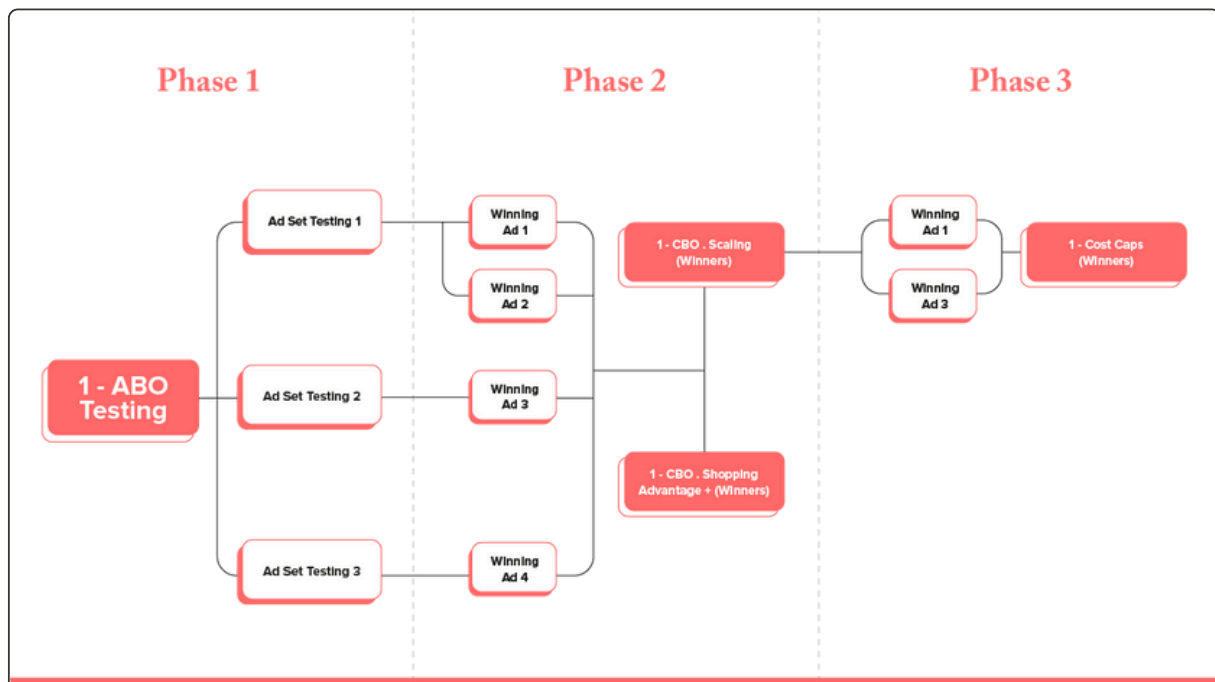 Phase 1
Phase 2
Phase 3
1 - ABO
Testing
Ad Set Testing 1
Ad Set Testing 2
Ad Set Testing 3
Winning
Ad 1
Winning
Ad 2
Winning
Ad 3
Winning
Ad 4
1 - CBO . Scaling
(Winners)
1 - CBO . Shopping
Advantage + (Winners)
Winning
Ad 1
Winning
Ad 3
1 - Cost Caps
(Winners)